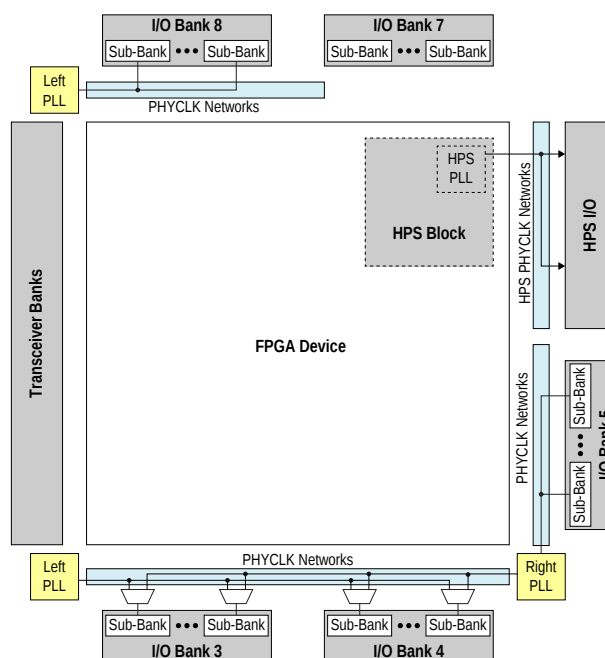 I/O Bank 8
I/O Bank 7
Sub-Bank ••• Sub-Bank
Sub-Bank ••• Sub-Bank
Left
PLL
PHYCLK Networks
Transceiver Banks
HPS
PLL
HPS Block
HPS PHYCLK Networks
HPS I/O
FPGA Device
PHYCLK Networks
Sub-Bank ••• Sub-Bank
I/O Bank 5
Left
PLL
PHYCLK Networks
Right
PLL
Sub-Bank ••• Sub-Bank
Sub-Bank ••• Sub-Bank
I/O Bank 3
I/O Bank 4